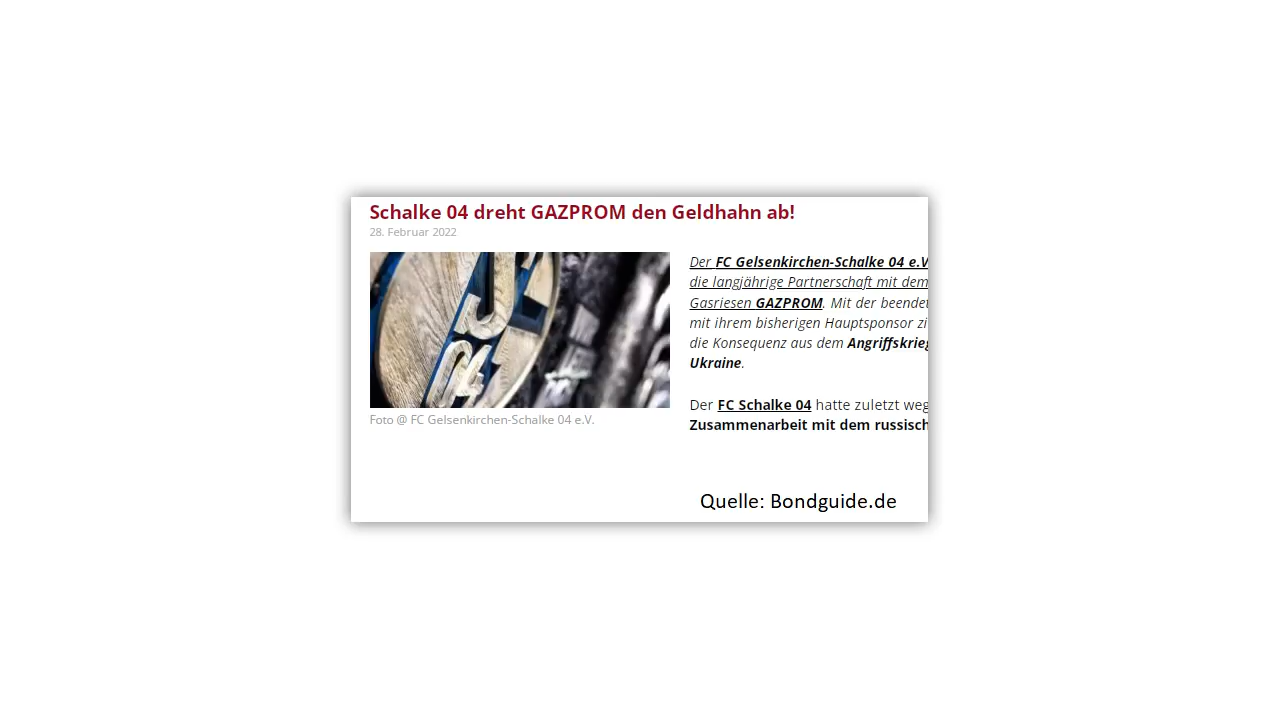 Schalke 04 dreht GAZPROM den Geldhahn ab!
28. Februar 2022
Der FC Gelsenkirchen-Schalke 04 e.V
die langjährige Partnerschaft mit dem
Gasriesen GAZPROM. Mit der beendet
mit ihrem bisherigen Hauptsponsor zi
die Konsequenz aus dem Angriffskrieg
Ukraine.
Der FC Schalke 04 hatte zuletzt weg
Zusammenarbeit mit dem russisch
Foto @ FC Gelsenkirchen-Schalke 04 e.V.
Quelle: Bondguide.de